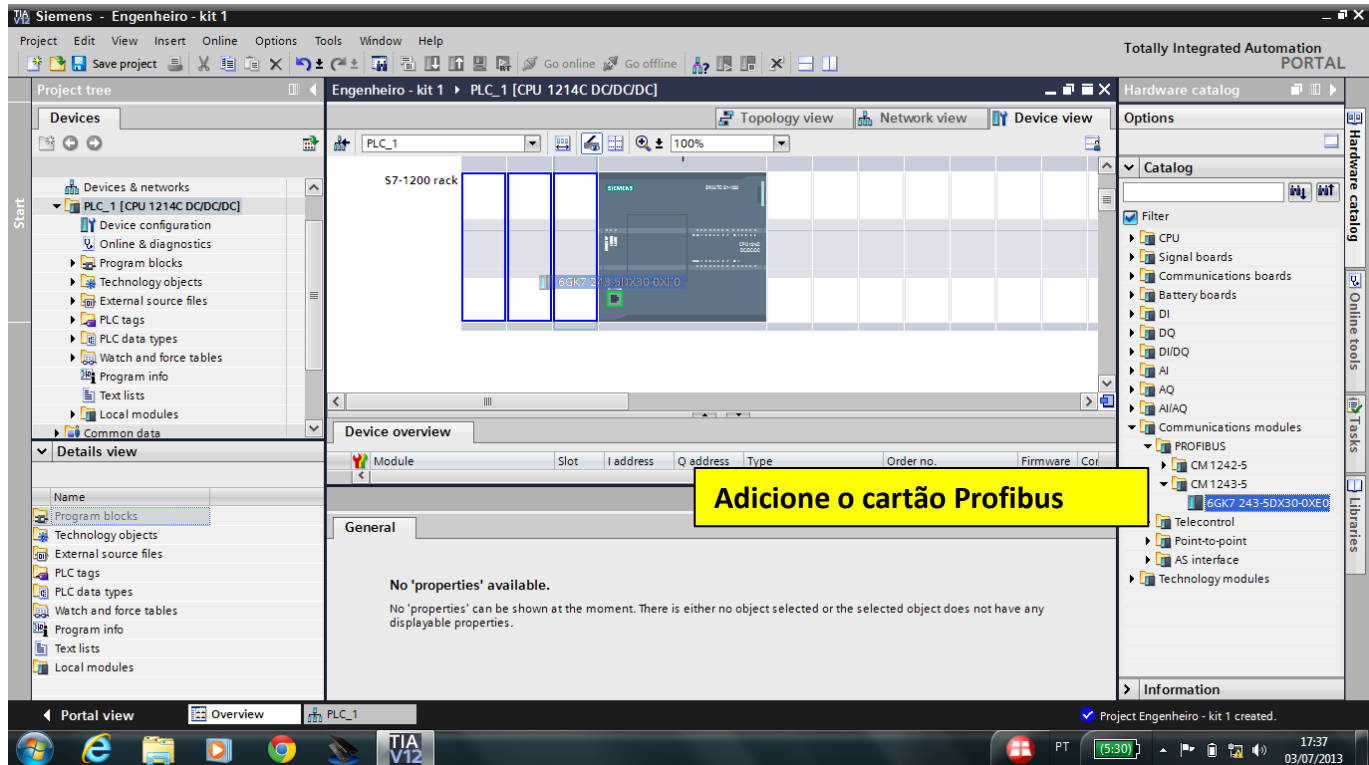 Siemens - Engenheiro - kit 1
Project Edit View Insert Online Options Tools Window Help
Totally Integrated Automation
PORTAL
Save project
Go online
Go offline
Project tree
Engenheiro - kit 1 PLC_1 [CPU 1214C DC/DC/DC]
Hardware catalog
Devices
Topology view
Network view
Device view
Options
PLC_1
100%
Start
Devices & networks
PLC_1 [CPU 1214C DC/DC/DC]
Device configuration
Online & diagnostics
Program blocks
Technology objects
External source files
PLC tags
PLC data types
Watch and force tables
Program info
Text lists
Local modules
Common data
S7-1200 rack
SIEMENS
6GK7 243-5DX30-0XE0
Catalog
Filter
CPU
Signal boards
Communications boards
Battery boards
DI
DQ
DI/DQ
AI
AQ
AI/AQ
Communications modules
PROFIBUS
CM 1242-5
CM 1243-5
6GK7 243-5DX30-0XE0
Telecontrol
Point-to-point
AS interface
Technology modules
Information
Hardware catalog
Online tools
Tasks
Libraries
Device overview
Module Slot I address Q address Type Order no. Firmware
Adicione o cartão Profibus
General
No 'properties' available.
No 'properties' can be shown at the moment. There is either no object selected or the selected object does not have any
displayable properties.
Details view
Name
Program blocks
Technology objects
External source files
PLC tags
PLC data types
Watch and force tables
Program info
Text lists
Local modules
Portal view
Overview
PLC_1
Project Engenheiro - kit 1 created.
TIA
V12
PT
(5:30)
17:37
03/07/2013